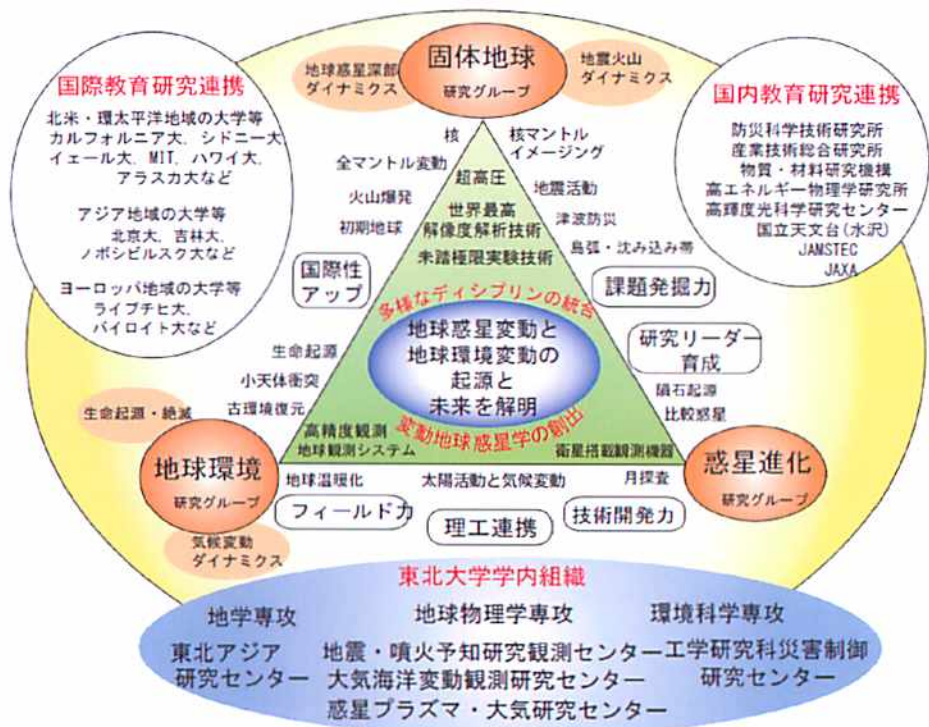 固体地球
研究グループ
地球惑星深部
ダイナミクス
地震火山
ダイナミクス
国際教育研究連携
北米・環太平洋地域の大学等
カルフォルニア大, シドニー大
イェール大, MIT, ハワイ大,
アラスカ大など
アジア地域の大学等
北京大, 吉林大,
ノボシビルスク大など
ヨーロッパ地域の大学等
ライプチヒ大,
バイロイト大など
国内教育研究連携
防災科学技術研究所
産業技術総合研究所
物質・材料研究機構
高エネルギー物理学研究所
高輝度光科学研究センター
国立天文台(水沢)
JAMSTEC
JAXA
核
全マントル変動
火山爆発
初期地球
核マントル
イメージング
地震活動
津波防災
島弧・沈み込み帯
超高圧
世界最高
解像度解析技術
未踏極限実験技術
国際性
アップ
課題発掘力
多様なディシプリンの統合
地球惑星変動と
地球環境変動の
起源と
未来を解明
変動地球惑星学の創出
研究リーダー
育成
生命起源
小天体衝突
古環境復元
隕石起源
比較惑星
生命起源・絶滅
高精度観測
地球観測システム
衛星搭載観測機器
地球環境
研究グループ
惑星進化
研究グループ
地球温暖化
太陽活動と気候変動
月探査
フィールド力
理工連携
技術開発力
気候変動
ダイナミクス
東北大学学内組織
地学専攻
地球物理学専攻
環境科学専攻
東北アジア
研究センター
地震・噴火予知研究観測センター
大気海洋変動観測研究センター
惑星プラズマ・大気研究センター
工学研究科災害制御
研究センター